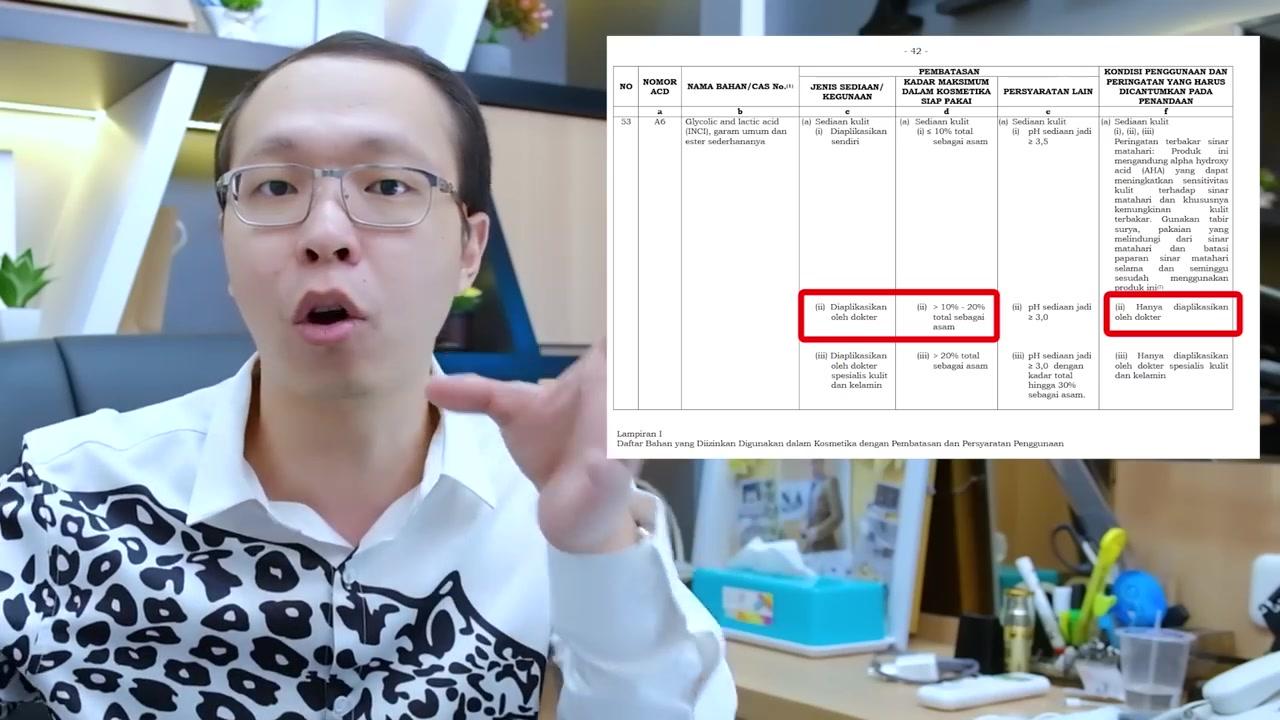 - 42 -
PEMBATASAN
NO
NOMOR ACD
NAMA BAHAN/CAS No.(1)
JENIS SEDIAAN/ KEGUNAAN
KADAR MAKSIMUM DALAM KOSMETIKA SIAP PAKAI
PERSYARATAN LAIN
KONDISI PENGGUNAAN DAN PERINGATAN YANG HARUS DICANTUMKAN PADA PENANDAAN
a
b
c
d
e
f
53
A6
Glycolic and lactic acid
(INCI), garam umum dan
ester sederhananya
(a) Sediaan kulit
(i) Diaplikasikan
sendiri
(a) Sediaan kulit
(i) ≤ 10% total
sebagai asam
(a) Sediaan kulit
(i) pH sediaan jadi
≥ 3,5
(a) Sediaan kulit
(i), (ii), (iii)
Peringatan terbakar sinar
matahari: Produk ini
mengandung alpha hydroxy
acid (AHA) yang dapat
meningkatkan sensitivitas
kulit terhadap sinar
matahari dan khususnya
kemungkinan kulit
terbakar. Gunakan tabir
surya, pakaian yang
melindungi dari sinar
matahari dan batasi
paparan sinar matahari
selama dan seminggu
sesudah menggunakan
produk ini
(ii) Diaplikasikan
oleh dokter
(ii) > 10% - 20%
total sebagai
asam
(ii) pH sediaan jadi
≥ 3,0
(ii) Hanya diaplikasikan
oleh dokter
(iii) Diaplikasikan
oleh dokter
spesialis kulit
dan kelamin
(iii) > 20% total
sebagai asam
(iii) pH sediaan jadi
≥ 3,0 dengan
kadar total
hingga 30%
sebagai asam.
(iii) Hanya diaplikasikan
oleh dokter spesialis kulit
dan kelamin
Lampiran I
Daftar Bahan yang Diizinkan Digunakan dalam Kosmetika dengan Pembatasan dan Persyaratan Penggunaan